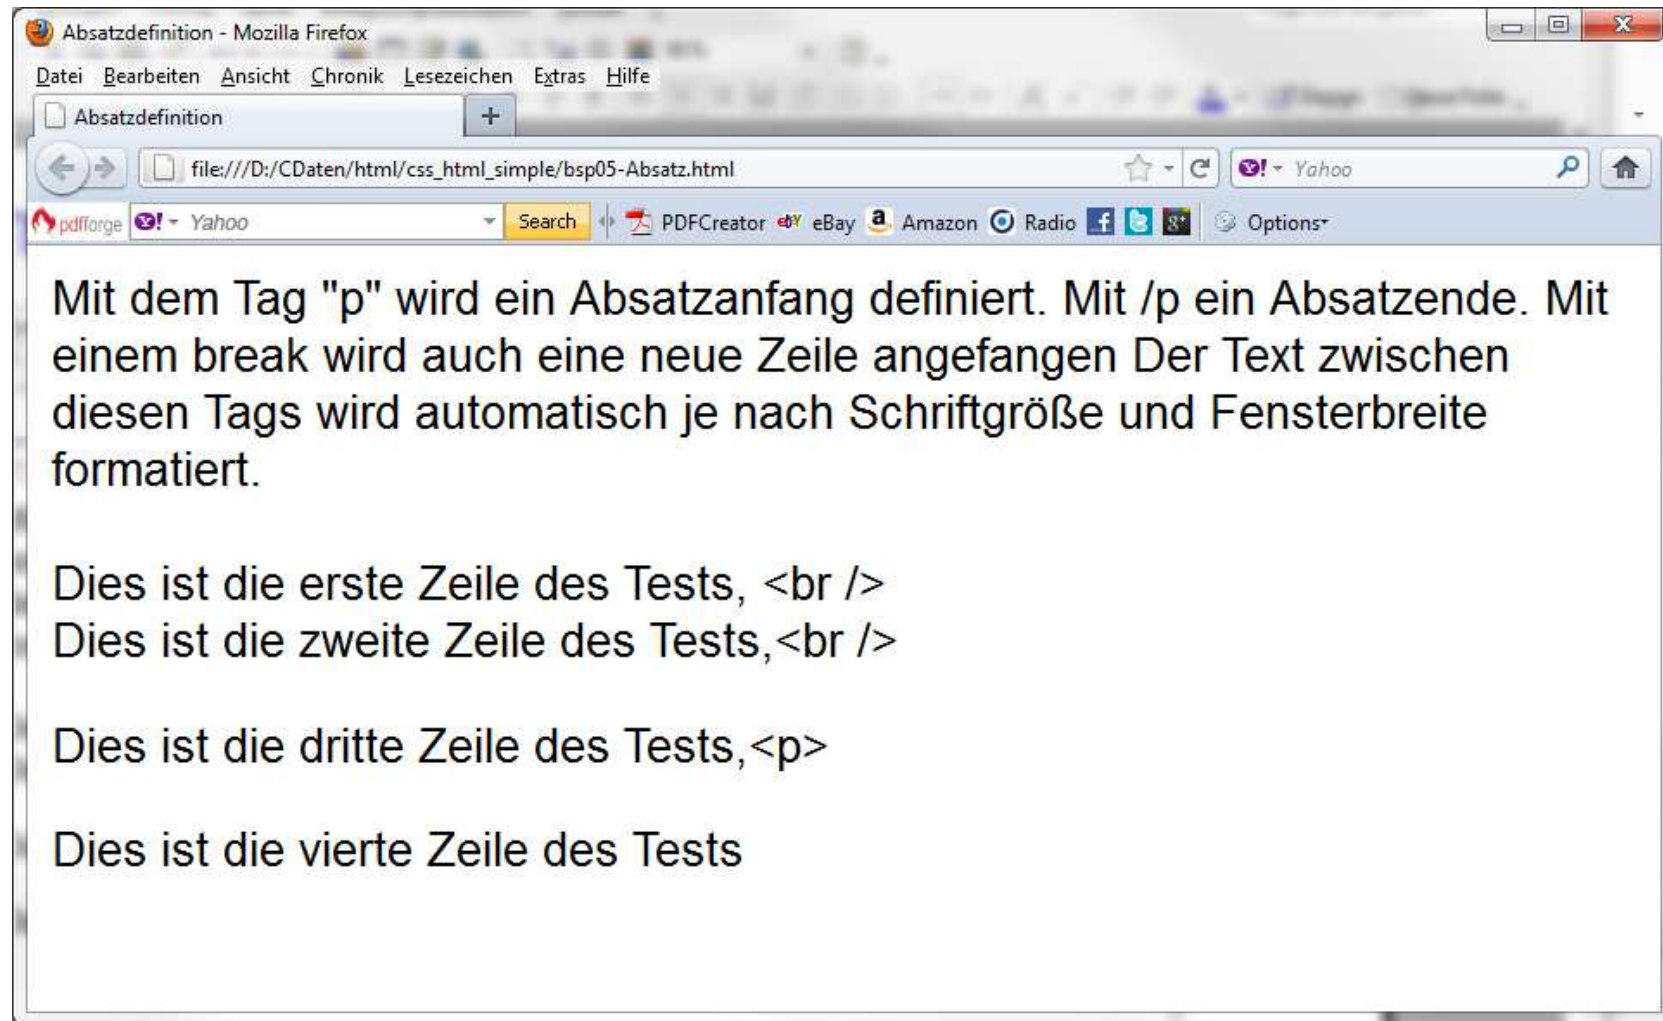 Absatzdefinition - Mozilla Firefox
Datei Bearbeiten Ansicht Chronik Lesezeichen Extras Hilfe
Absatzdefinition
file:///D:/CDaten/html/css_html_simple/bsp05-Absatz.html Yahoo
pdfforge Yahoo Search PDFCreator eBay Amazon Radio Options
Mit dem Tag "p" wird ein Absatzanfang definiert. Mit /p ein Absatzende. Mit
einem break wird auch eine neue Zeile angefangen Der Text zwischen
diesen Tags wird automatisch je nach Schriftgröße und Fensterbreite
formatiert.
Dies ist die erste Zeile des Tests, <br />
Dies ist die zweite Zeile des Tests,<br />
Dies ist die dritte Zeile des Tests,<p>
Dies ist die vierte Zeile des Tests